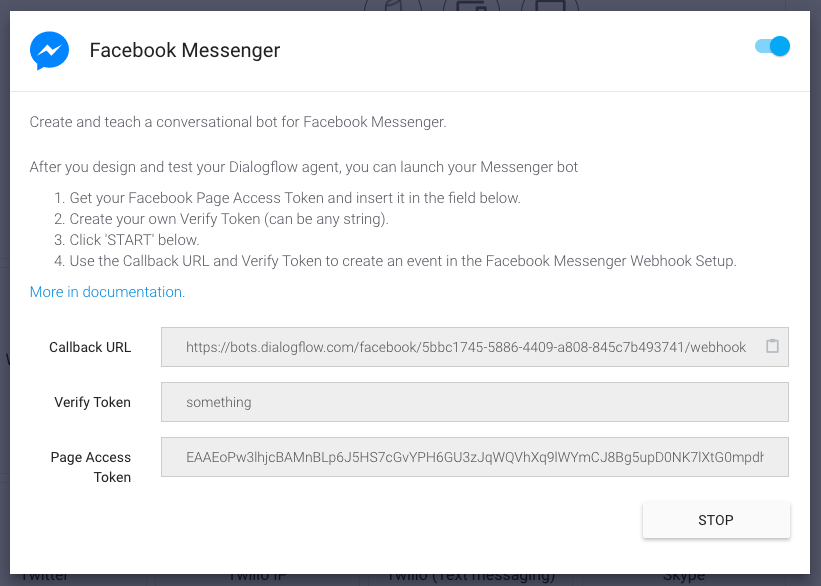 Facebook Messenger
Create and teach a conversational bot for Facebook Messenger.
After you design and test your Dialogflow agent, you can launch your Messenger bot
1. Get your Facebook Page Access Token and insert it in the field below.
2. Create your own Verify Token (can be any string).
3. Click 'START' below.
4. Use the Callback URL and Verify Token to create an event in the Facebook Messenger Webhook Setup.
More in documentation.
Callback URL
https://bots.dialogflow.com/facebook/5bbc1745-5886-4409-a808-845c7b493741/webhook
Verify Token
something
Page Access
Token
EAAEoPw3lhjcBAMnBLp6J5HS7cGvYPH6GU3zJqWQVhXq9lWYmCJ8Bg5upD0NK7lXtG0mpdh
STOP
Twitter
Twilio IP
Twilio (Text messaging)
Skype